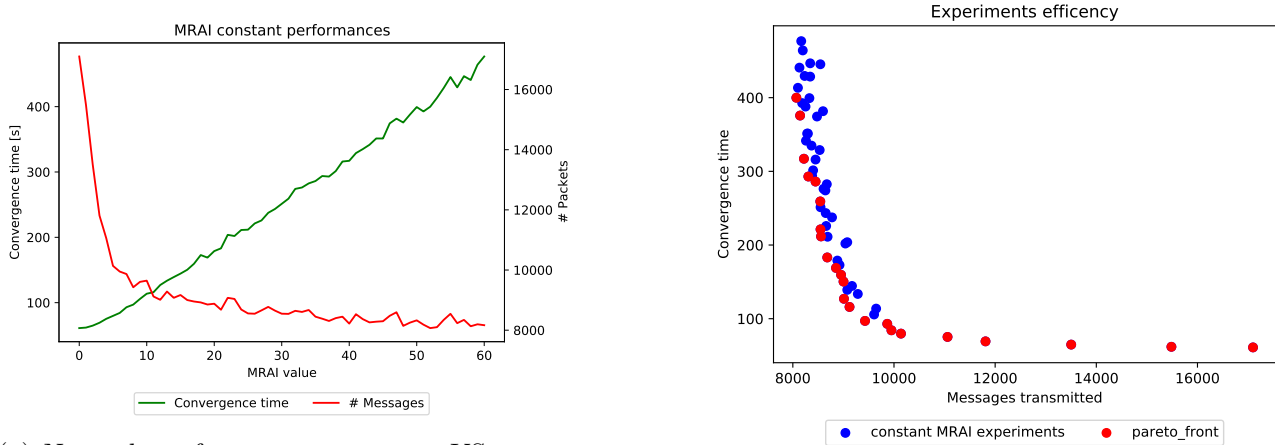 MRAI constant performances
Convergence time [s]
400
300
200
100
16000
14000
12000
10000
8000
# Packets
0 10 20 30 40 50 60
MRAI value
Convergence time # Messages
Experiments efficency
Convergence time
400
300
200
100
8000 10000 12000 14000 16000
Messages transmitted
constant MRAI experiments pareto_front